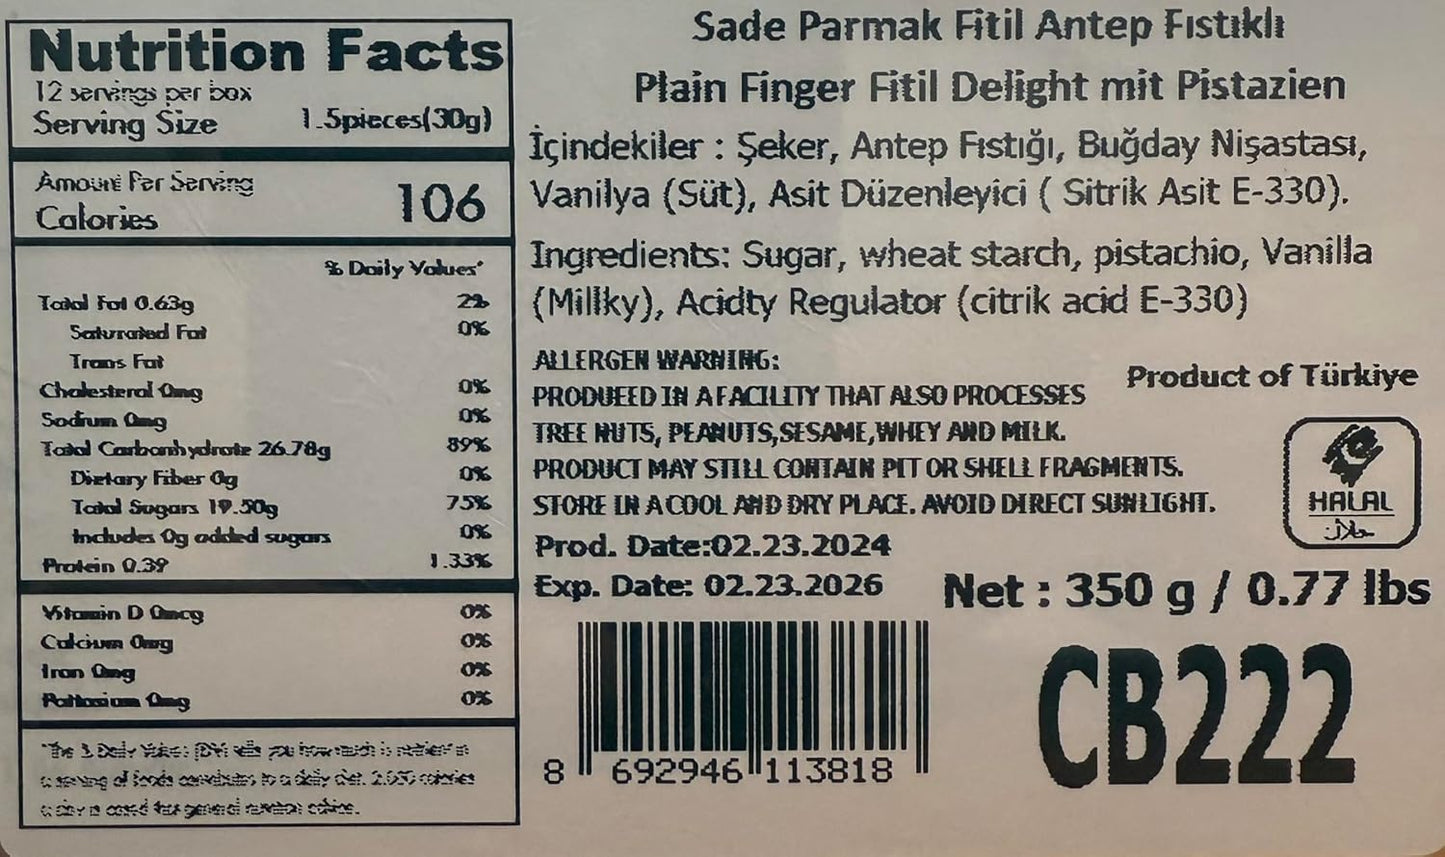 Nutrition Facts
12 servings per box
Serving Size 1.5pieces(30g)
Amount Per Serving
Calories 106
% Daily Values*
Total Fat 0.63g 2%
Saturated Fat 0%
Trans Fat
Cholesterol 0mg 0%
Sodium 0mg 0%
Total Carbonhydrate 26.78g 89%
Dietary Fiber 0g 0%
Total Sugars 19.50g 75%
Includes 0g added sugars 0%
Protein 0.39 1.33%
Vitamin D 0mcg 0%
Calcium 0mg 0%
Iron 0mg 0%
Pottasium 0mg 0%
Sade Parmak Fitil Antep Fıstıklı
Plain Finger Fitil Delight mit Pistazien
İçindekiler : Şeker, Antep Fıstığı, Buğday Nişastası,
Vanilya (Süt), Asit Düzenleyici ( Sitrik Asit E-330).
Ingredients: Sugar, wheat starch, pistachio, Vanilla
(Millky), Acidty Regulator (citrik acid E-330)
ALLERGEN WARNING:
PRODUEED IN A FACILITY THAT ALSO PROCESSES
TREE NUTS, PEANUTS,SESAME,WHEY AND MILK.
PRODUCT MAY STILL CONTAIN PIT OR SHELL FRAGMENTS.
STORE IN A COOL AND DRY PLACE. AVOID DIRECT SUNLIGHT.
Product of Türkiye
HALAL
حلال
Prod. Date:02.23.2024
Exp. Date: 02.23.2026
Net : 350 g / 0.77 lbs
8 692946 113818
CB222